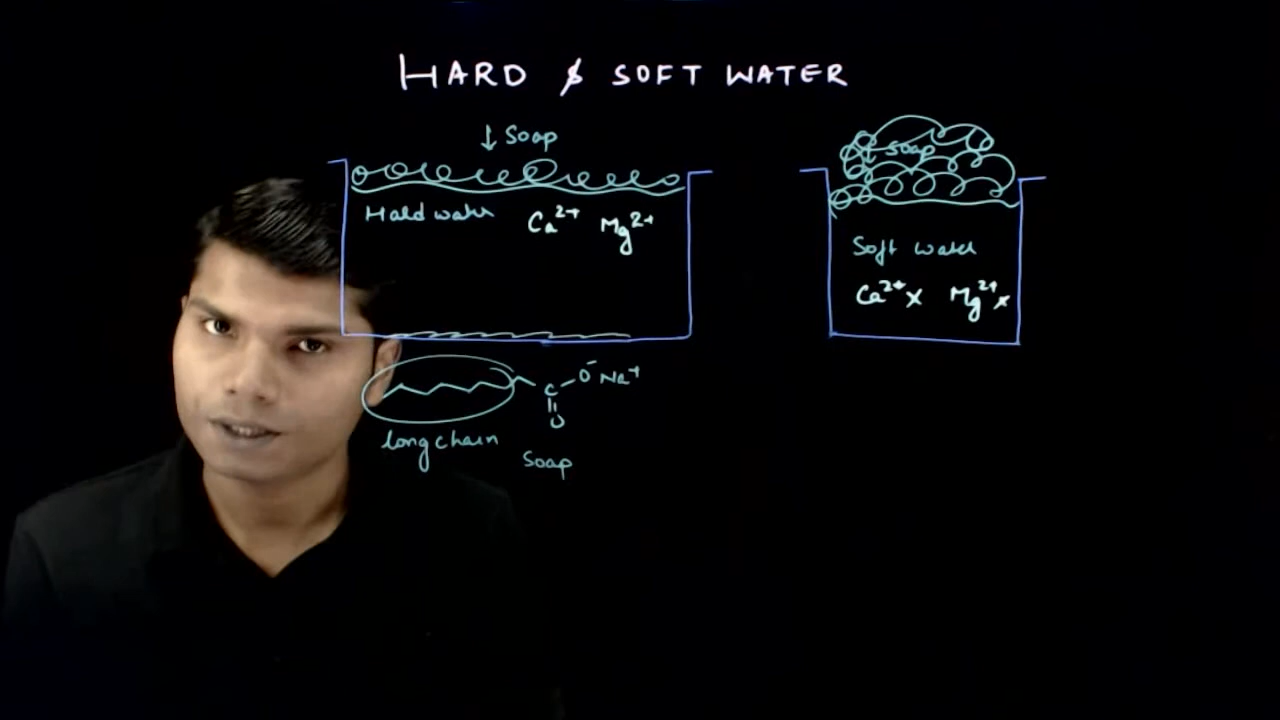 HARD & SOFT WATER
↓ Soap
↓ Soap
Hard water Ca²⁺ Mg²⁺
Soft water
Ca²⁺ x Mg²⁺ x
C O⁻ Na⁺
O
long chain
Soap